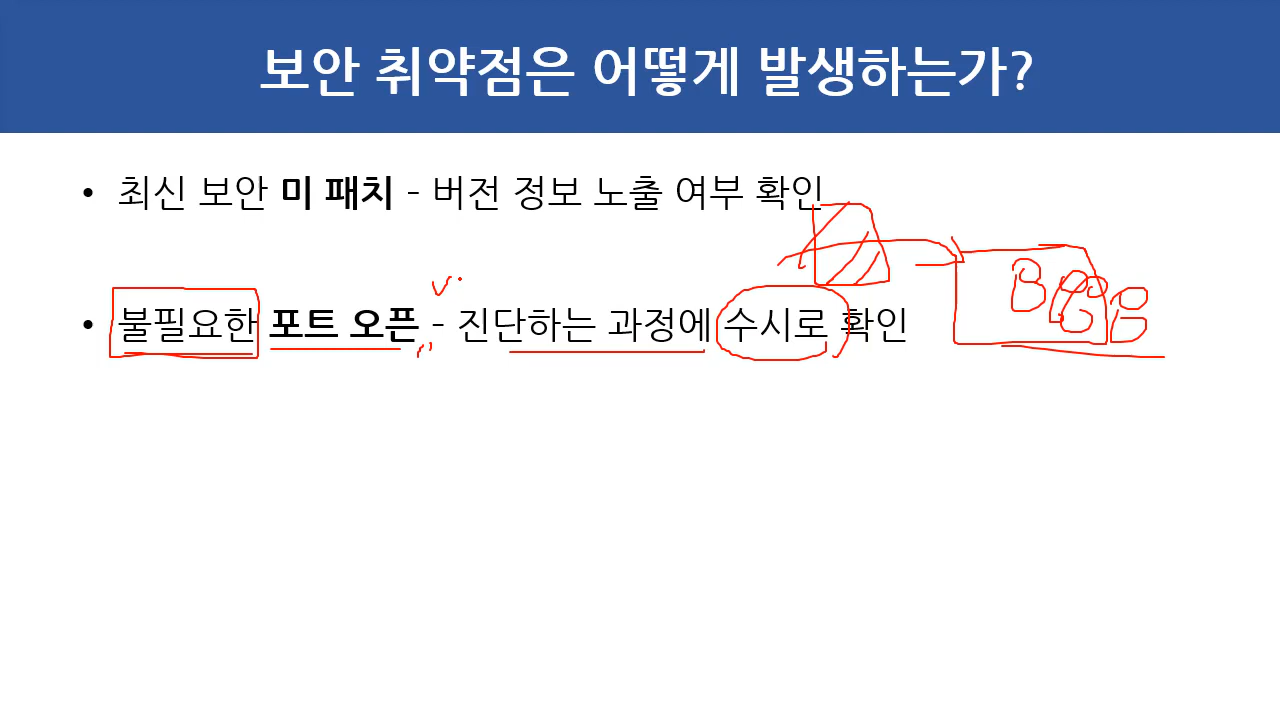 보안 취약점은 어떻게 발생하는가?
• 최신 보안 미 패치 - 버전 정보 노출 여부 확인
• 불필요한 포트 오픈 - 진단하는 과정에 수시로 확인